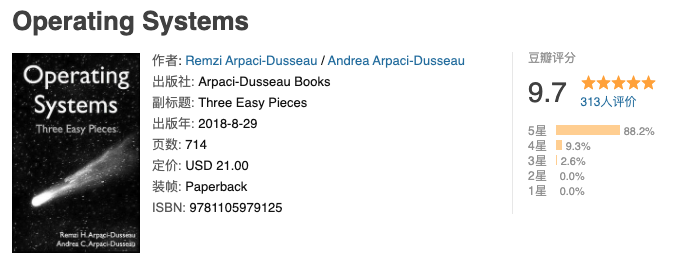 Operating Systems
Operating
Systems
Three Easy Pieces
Remzi H.Arpaci-Dusseau
Andrea C.Arpaci-Dusseau
作者: Remzi Arpaci-Dusseau / Andrea Arpaci-Dusseau
出版社: Arpaci-Dusseau Books
副标题: Three Easy Pieces
出版年: 2018-8-29
页数: 714
定价: USD 21.00
装帧: Paperback
ISBN: 9781105979125
豆瓣评分
9.7
313人评价
5星 88.2%
4星 9.3%
3星 2.6%
2星 0.0%
1星 0.0%